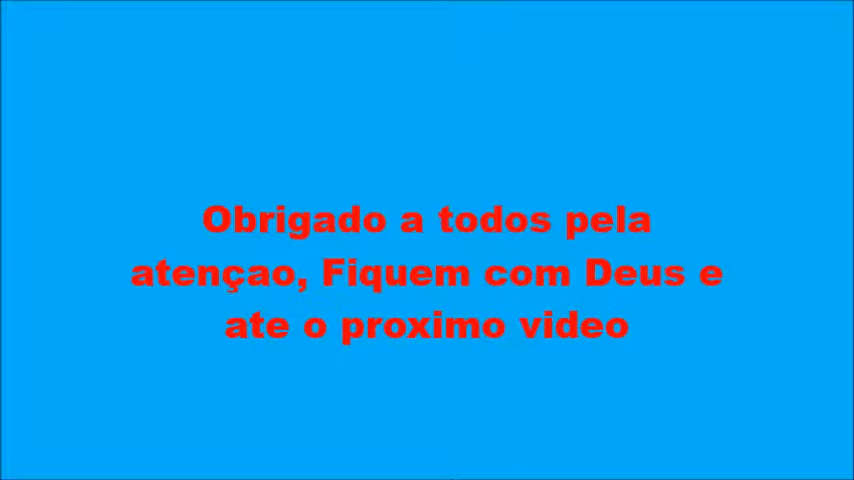 Obrigado a todos pela
atençao, Fiquem com Deus e
ate o proximo video